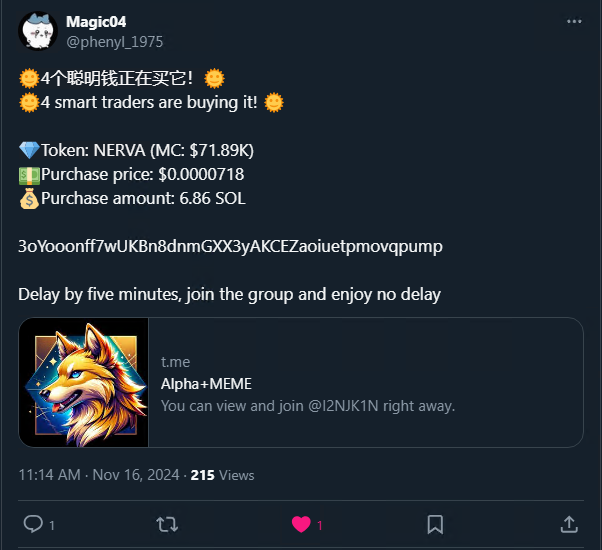 Magic04
@phenyl_1975
🌞4个聪明钱正在买它！🌞
🌞4 smart traders are buying it! 🌞
💎Token: NERVA (MC: $71.89K)
💵Purchase price: $0.0000718
💰Purchase amount: 6.86 SOL
3oYooonff7wUKBn8dnmGXX3yAKCEZaoiuetpmovqpump
Delay by five minutes, join the group and enjoy no delay
t.me
Alpha+MEME
You can view and join @I2NJK1N right away.
11:14 AM · Nov 16, 2024 · 215 Views
1
1